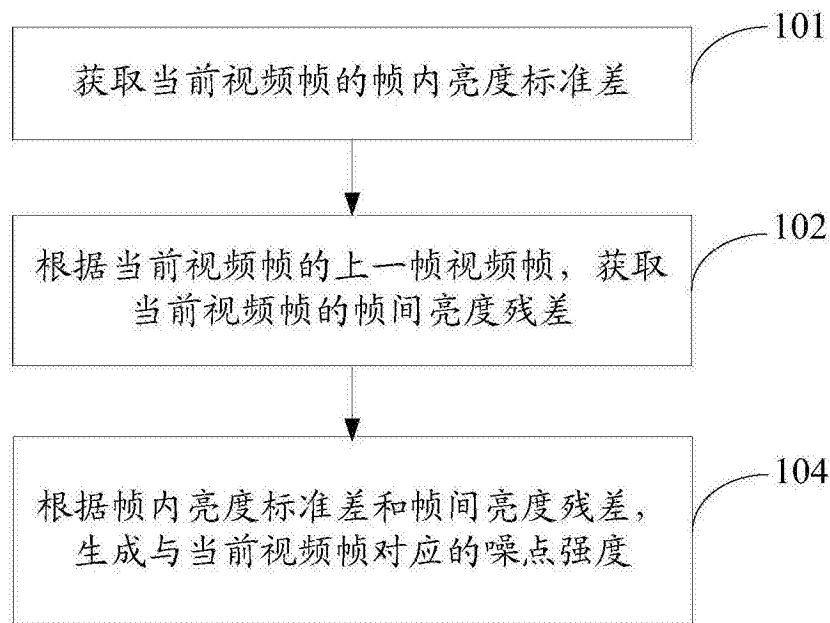 101
获取当前视频帧的帧内亮度标准差
102
根据当前视频帧的上一帧视频帧，获取
当前视频帧的帧间亮度残差
104
根据帧内亮度标准差和帧间亮度残差，
生成与当前视频帧对应的噪点强度